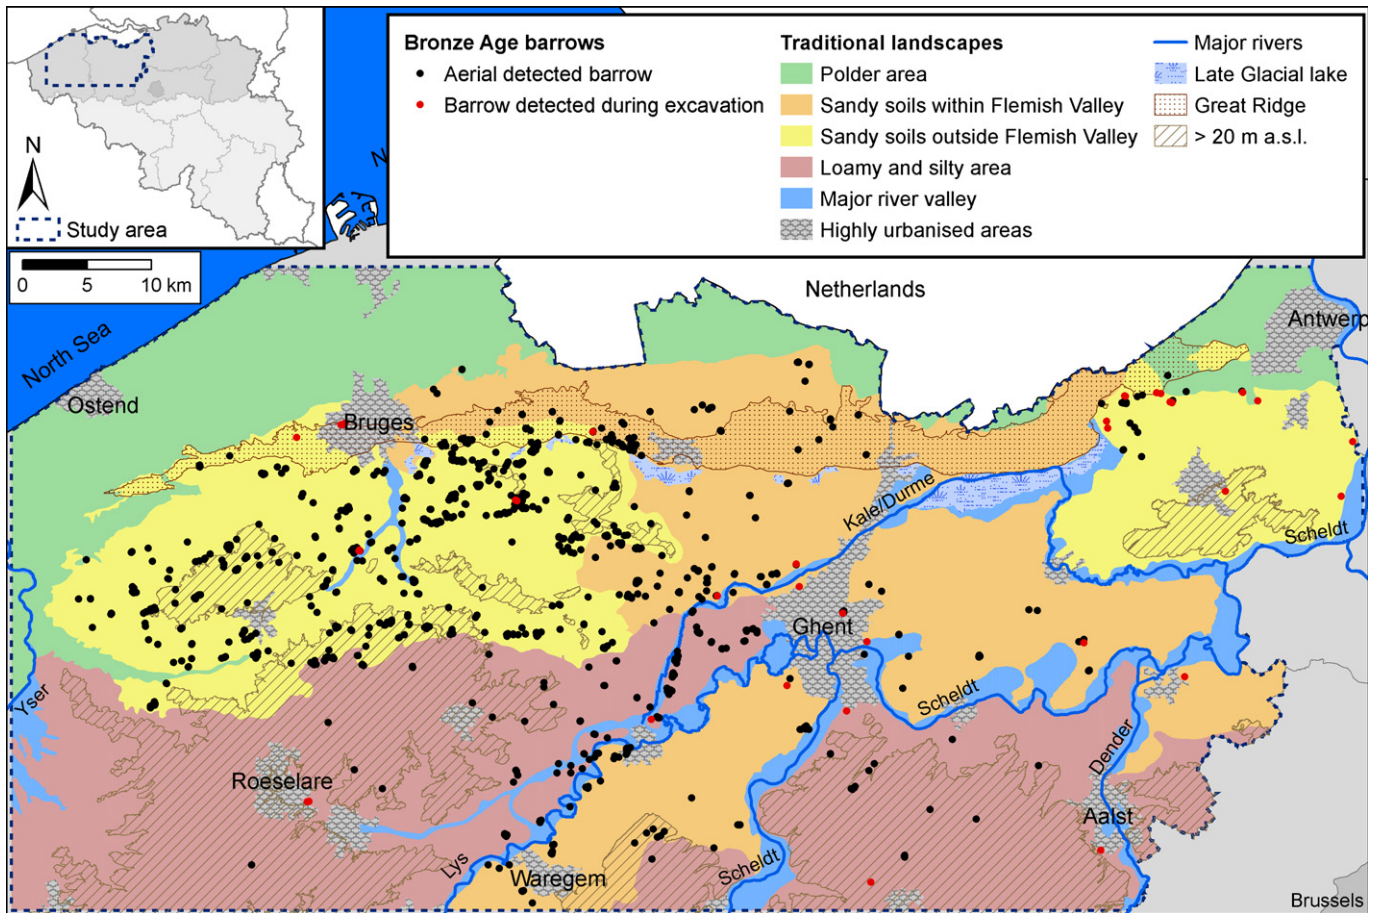 N
Study area
0 5 10 km
Bronze Age barrows
Aerial detected barrow
Barrow detected during excavation
Traditional landscapes
Polder area
Sandy soils within Flemish Valley
Sandy soils outside Flemish Valley
Loamy and silty area
Major river valley
Highly urbanised areas
Major rivers
Late Glacial lake
Great Ridge
> 20 m a.s.l.
N
Netherlands
North Sea
Antwerp
Ostend
Bruges
Kale/Durme
Scheldt
Ghent
Yser
Scheldt
Dender
Roeselare
Aalst
Lys
Waregem
Scheldt
Brussels